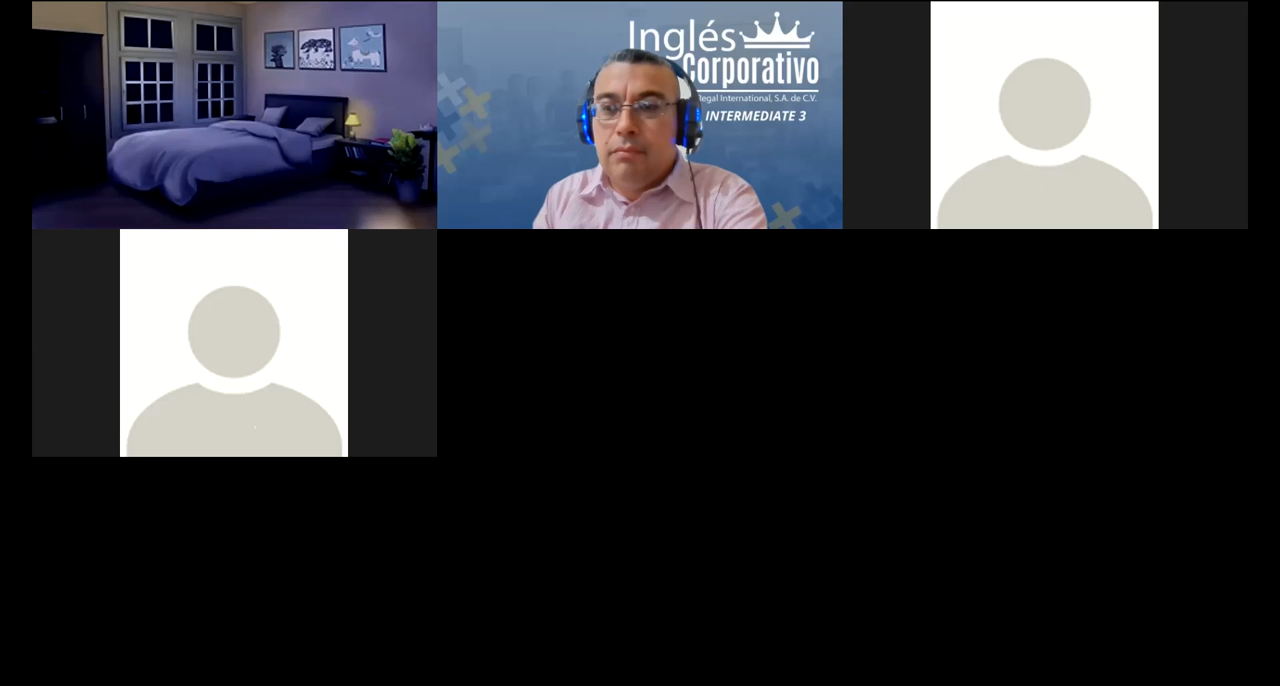 Inglés
Corporativo
Regal International, S.A. de C.V.
INTERMEDIATE 3